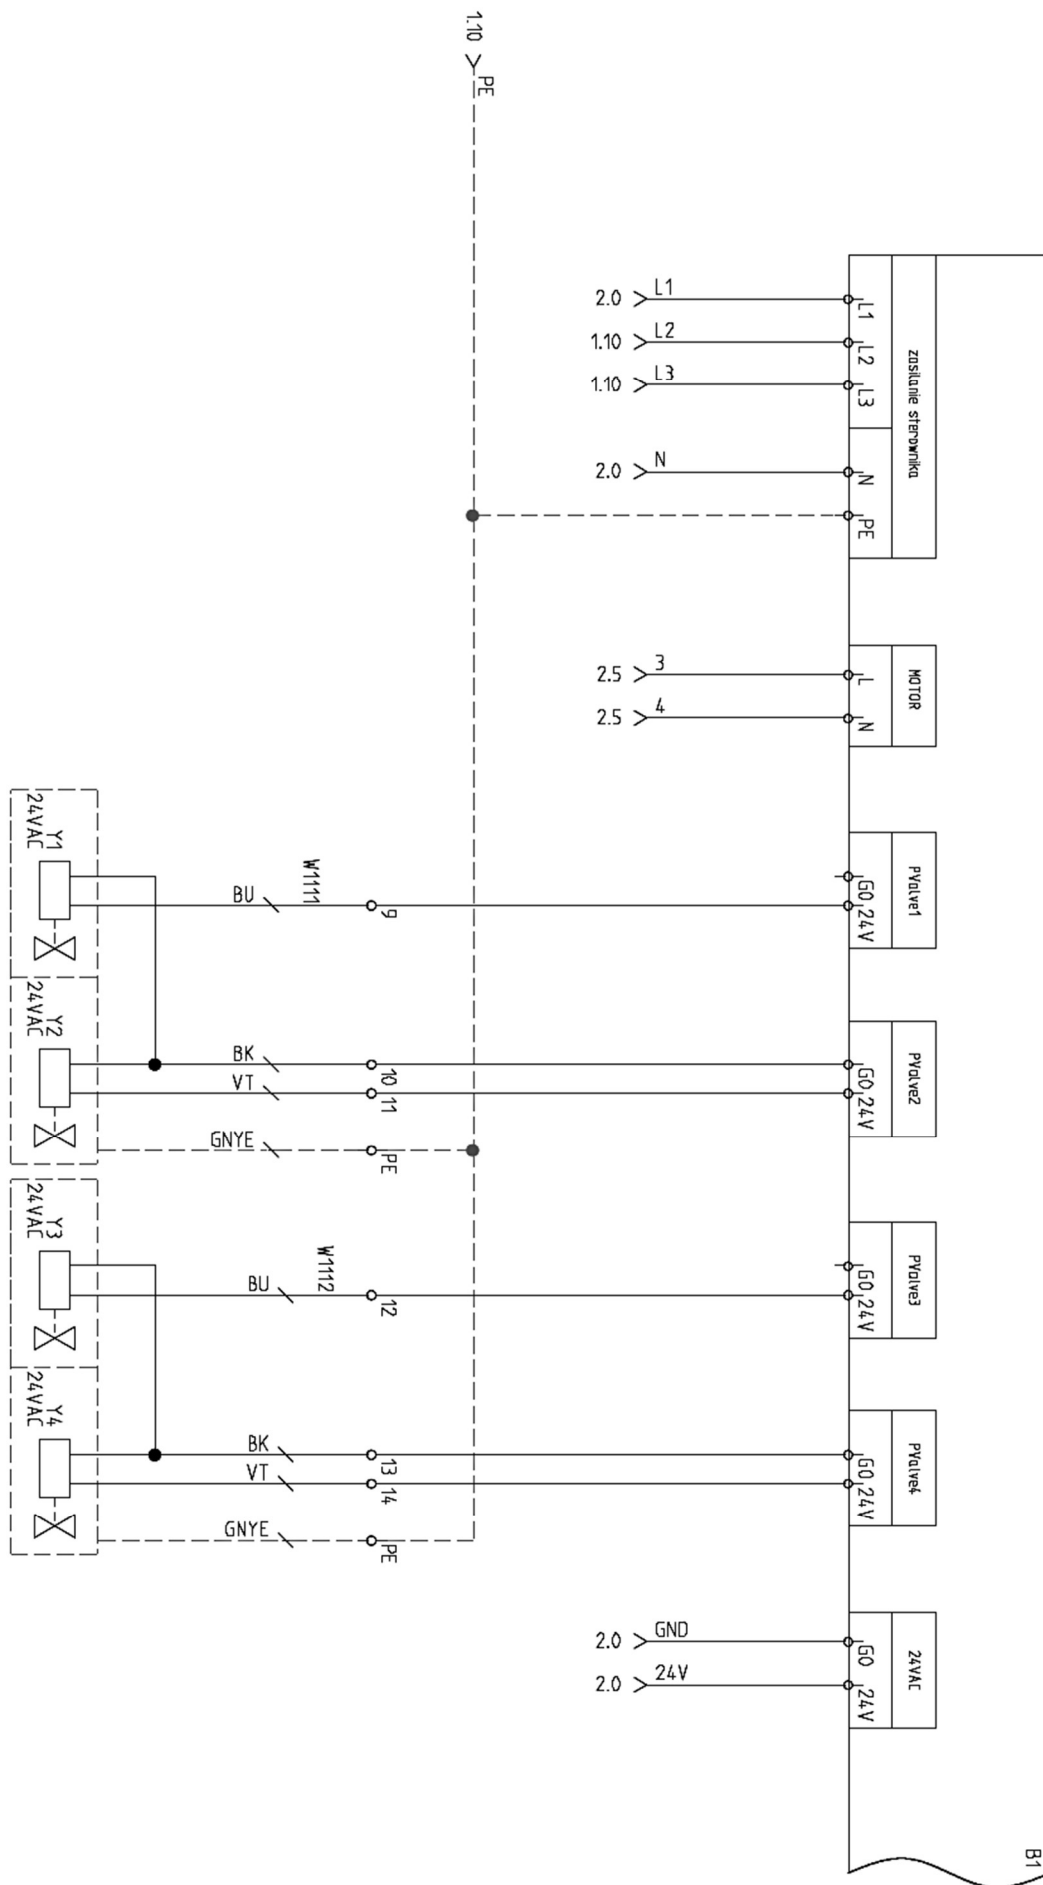 1.10
PE
2.0
L1
L1
1.10
L2
L2
1.10
L3
L3
zasilanie sterownika
2.0
N
N
PE
2.5
3
L
MOTOR
2.5
4
N
24VAC
Y1
BU
W1111
9
G0
24V
PValve1
24VAC
Y2
BK
10
G0
VT
11
24V
PValve2
GNYE
PE
24VAC
Y3
BU
W1112
12
G0
24V
PValve3
24VAC
Y4
BK
13
G0
VT
14
24V
PValve4
GNYE
PE
2.0
GND
G0
24VAC
2.0
24V
24V
B1